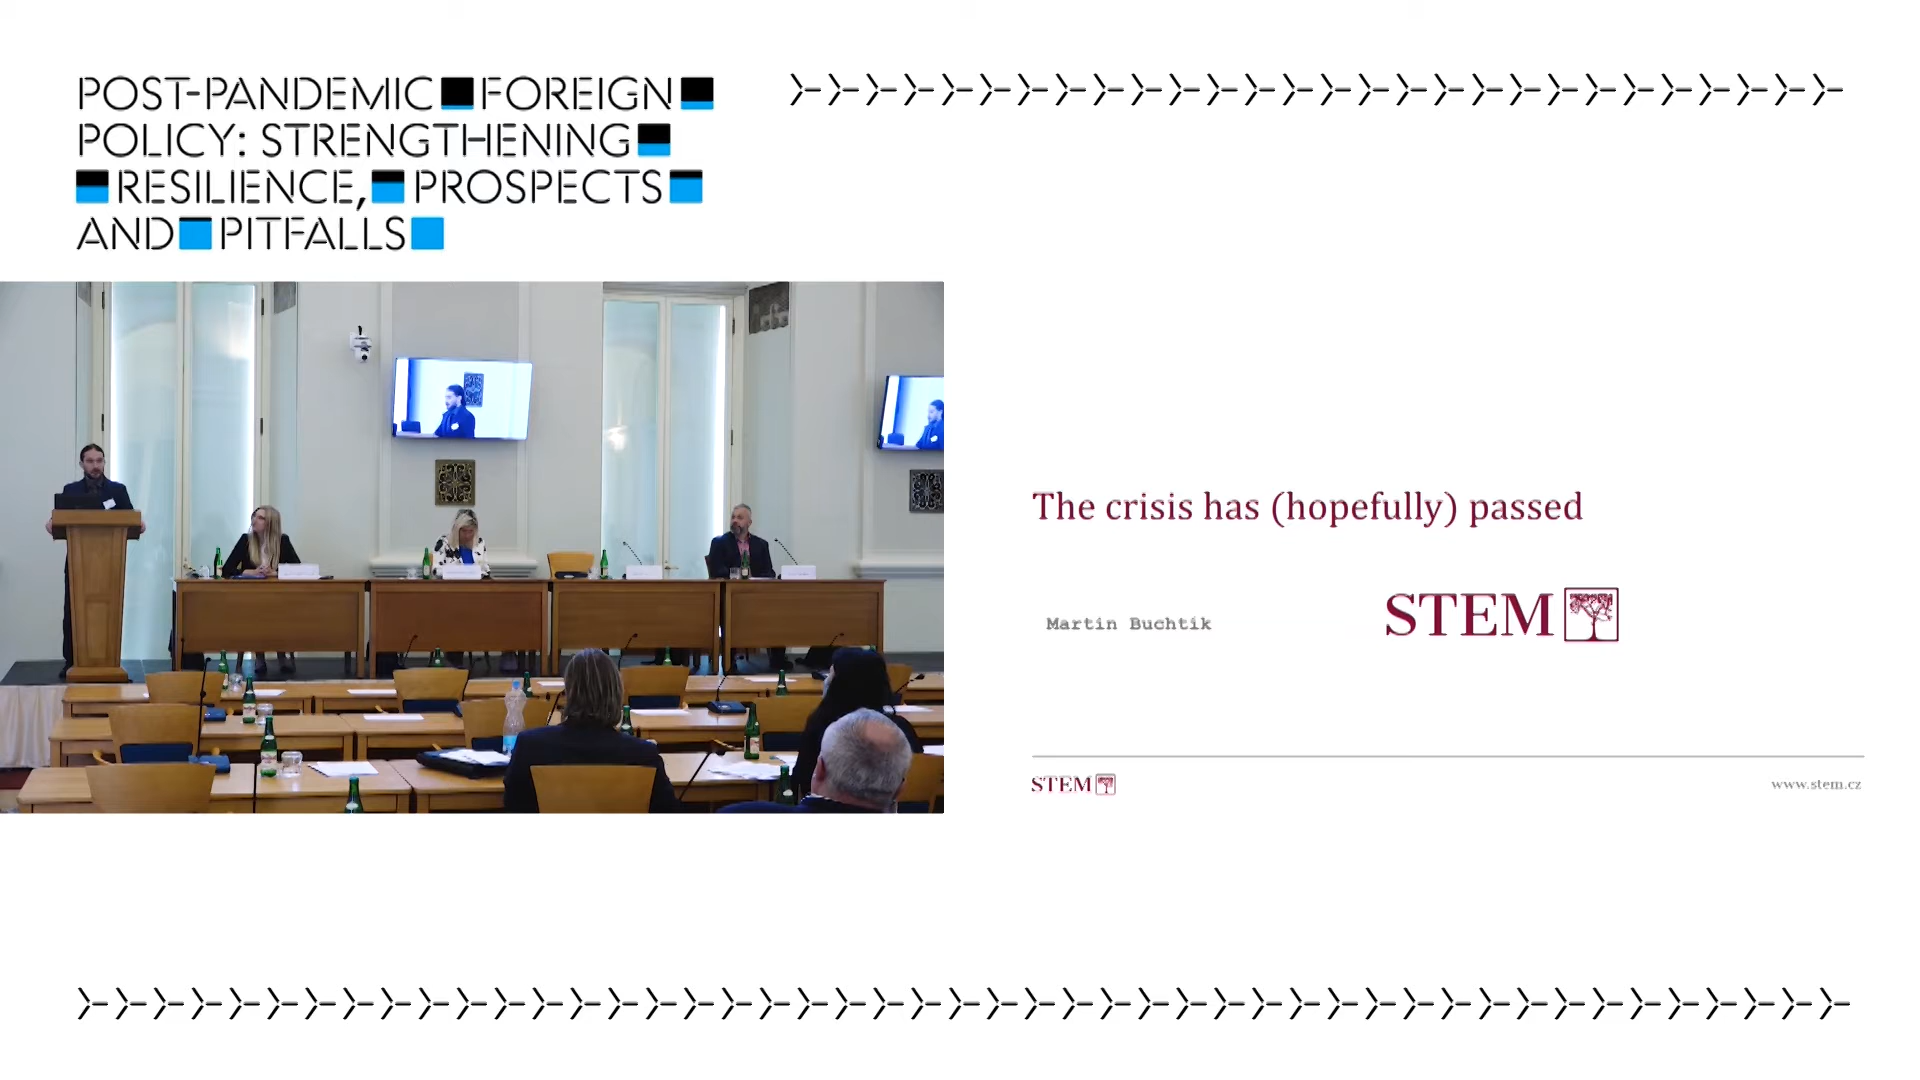 POST-PANDEMIC FOREIGN
POLICY: STRENGTHENING
RESILIENCE, PROSPECTS
AND PITFALLS
The crisis has (hopefully) passed
Martin Buchtík
STEM
STEM
www.stem.cz